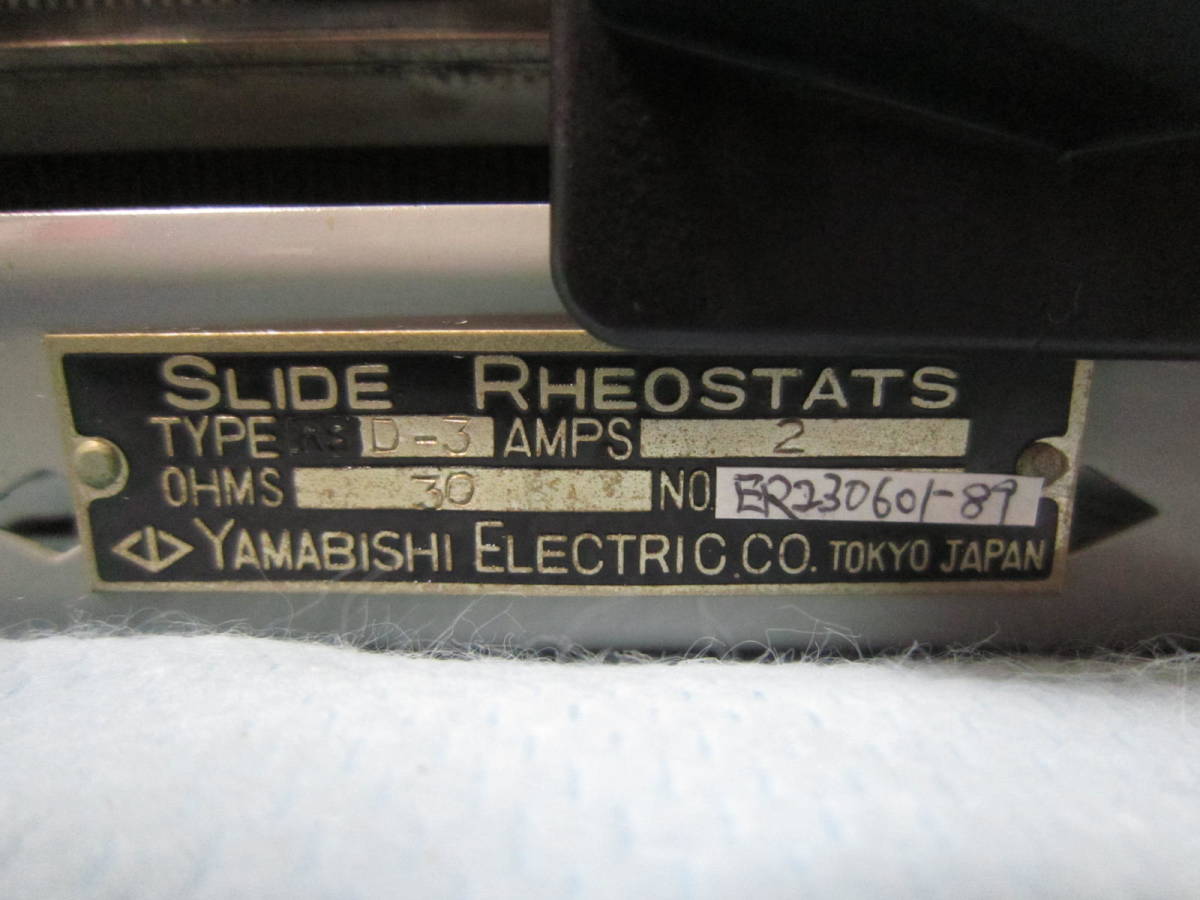 SLIDE RHEOSTATS
TYPE D-3 AMPS 2
OHMS 30 NO. ER230601-89
YAMABISHI ELECTRIC CO. TOKYO JAPAN